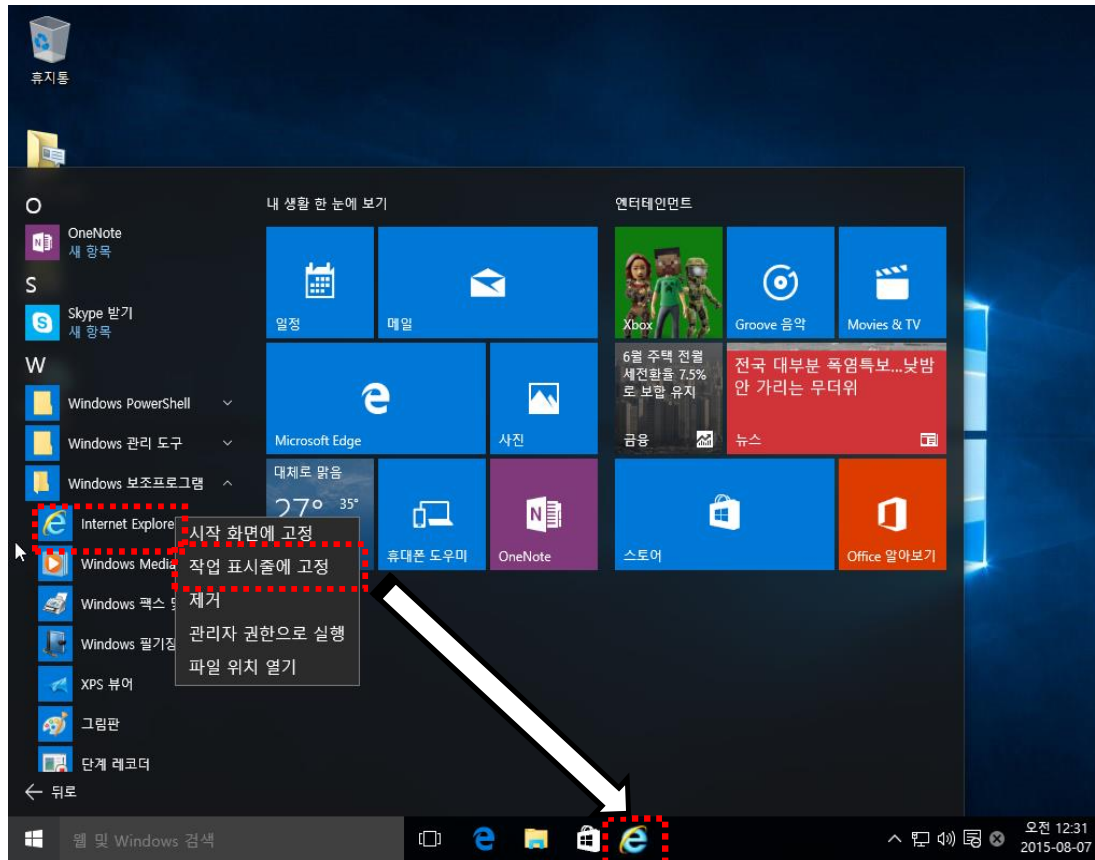 휴지통
O
OneNote
새 항목
S
Skype 받기
새 항목
W
Windows PowerShell
Windows 관리 도구
Windows 보조프로그램
Internet Explore
Windows Media
Windows 팩스 및
Windows 필기장
XPS 뷰어
그림판
단계 레코더
뒤로
내 생활 한 눈에 보기
일정
메일
Microsoft Edge
사진
대체로 맑음
27° 35°
휴대폰 도우미
OneNote
엔터테인먼트
Xbox
Groove 음악
Movies & TV
6월 주택 전월
세전환율 7.5%
로 보합 유지
금융
전국 대부분 폭염특보...낮밤
안 가리는 무더위
뉴스
스토어
Office 알아보기
시작 화면에 고정
작업 표시줄에 고정
제거
관리자 권한으로 실행
파일 위치 열기
웹 및 Windows 검색
오전 12:31
2015-08-07